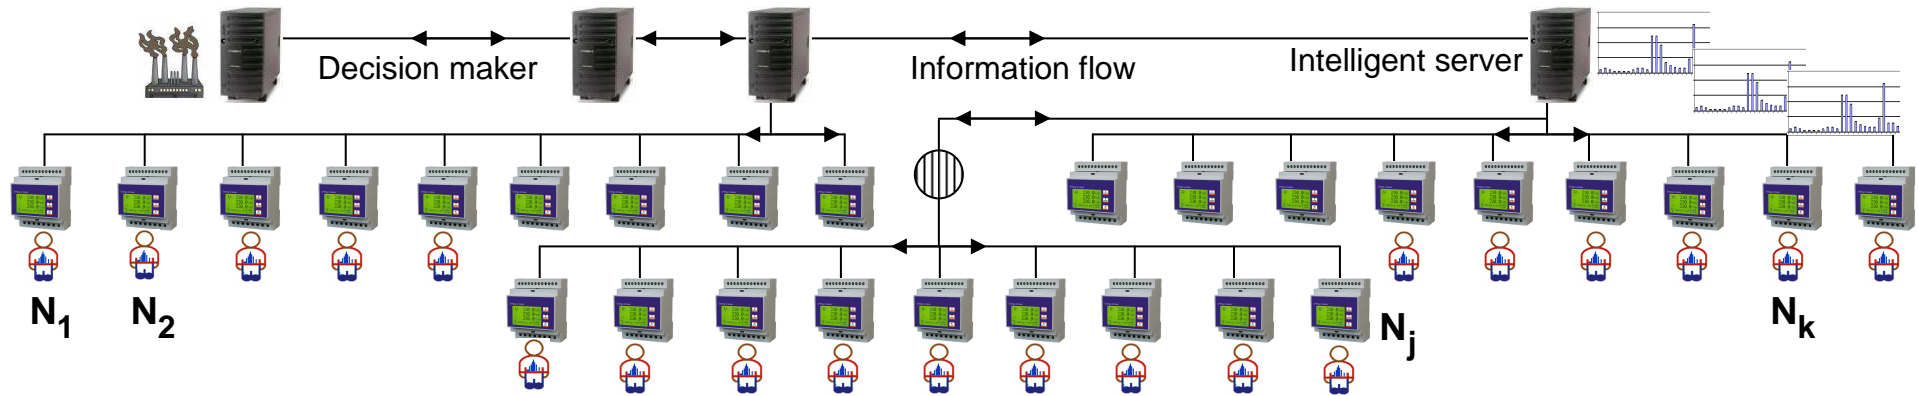 Decision maker
Information flow
Intelligent server
N1
N2
Nj
Nk